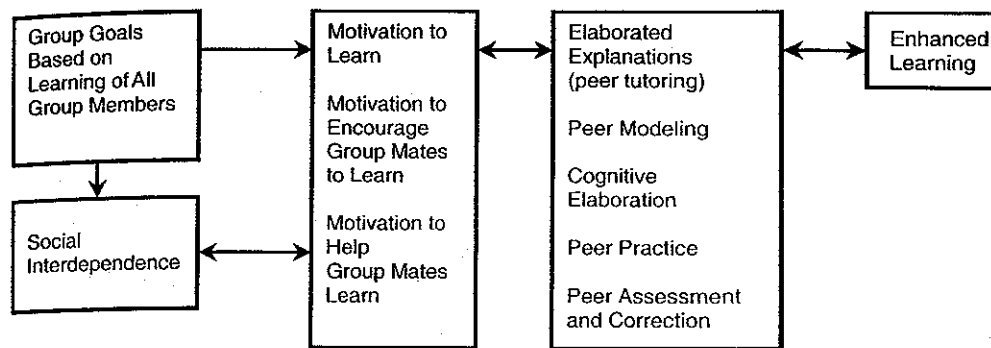 Group Goals
Based on
Learning of All
Group Members
Social
Interdependence
Motivation to
Learn
Motivation to
Encourage
Group Mates
to Learn
Motivation to
Help
Group Mates
Learn
Elaborated
Explanations
(peer tutoring)
Peer Modeling
Cognitive
Elaboration
Peer Practice
Peer Assessment
and Correction
Enhanced
Learning